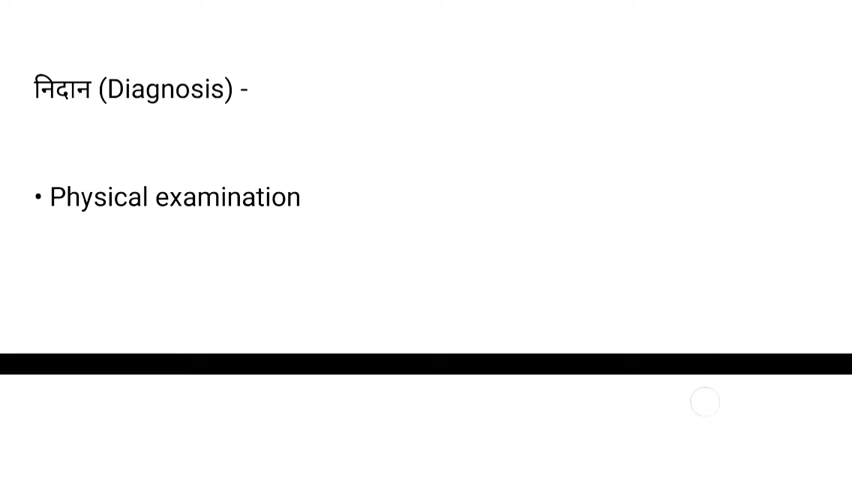 निदान (Diagnosis) -
• Physical examination